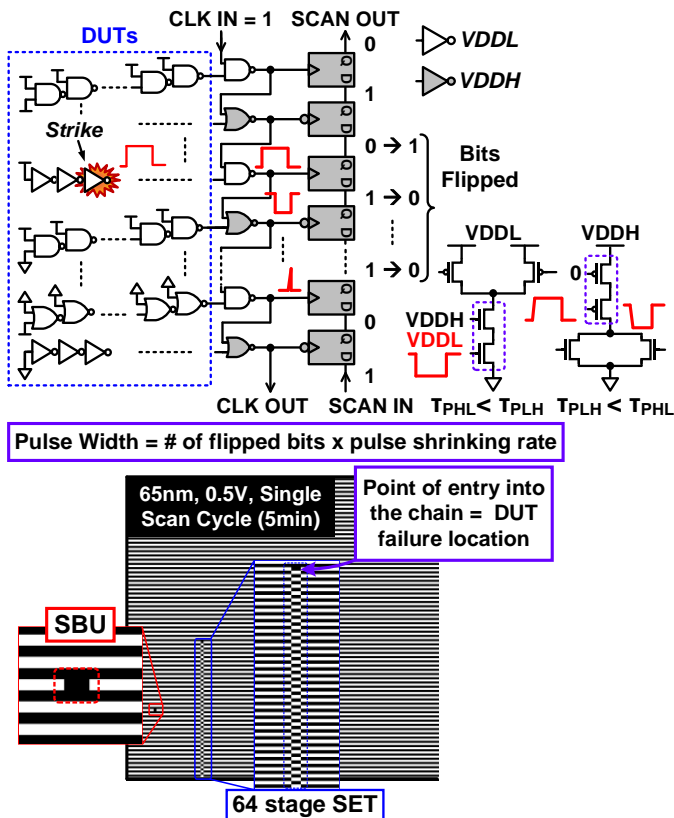 CLK IN = 1 SCAN OUT
DUTs
0
VDDL
VDDH
Q
D
1
Q
D
Strike
0 → 1
Bits
Flipped
Q
D
1 → 0
Q
D
VDDL
VDDH
1 → 0
0
Q
D
0
VDDH
VDDL
Q
D
1
CLK OUT SCAN IN
TPHL< TPLH TPLH < TPHL
Pulse Width = # of flipped bits x pulse shrinking rate
65nm, 0.5V, Single
Scan Cycle (5min)
Point of entry into
the chain = DUT
failure location
SBU
64 stage SET